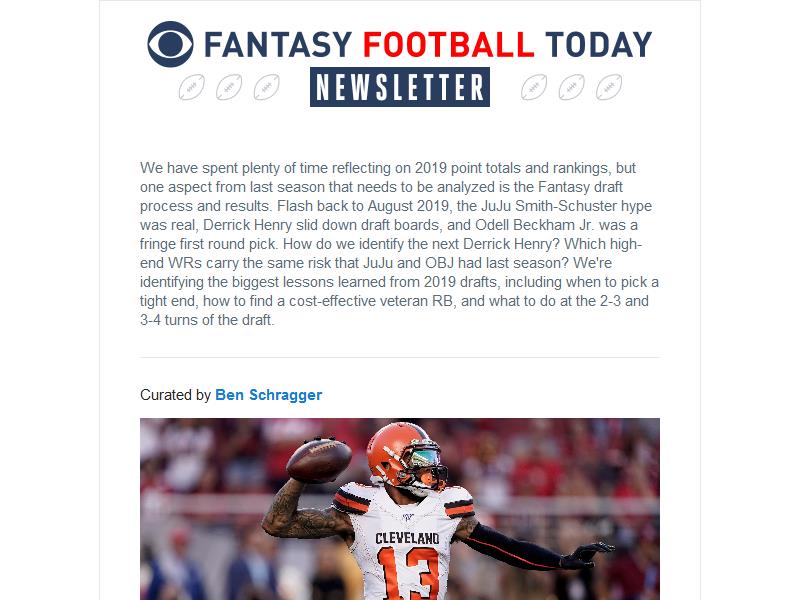 FANTASY FOOTBALL TODAY
NEWSLETTER
We have spent plenty of time reflecting on 2019 point totals and rankings, but
one aspect from last season that needs to be analyzed is the Fantasy draft
process and results. Flash back to August 2019, the JuJu Smith-Schuster hype
was real, Derrick Henry slid down draft boards, and Odell Beckham Jr. was a
fringe first round pick. How do we identify the next Derrick Henry? Which high-
end WRs carry the same risk that JuJu and OBJ had last season? We're
identifying the biggest lessons learned from 2019 drafts, including when to pick a
tight end, how to find a cost-effective veteran RB, and what to do at the 2-3 and
3-4 turns of the draft.
Curated by Ben Schragger
CLEVELAND
13